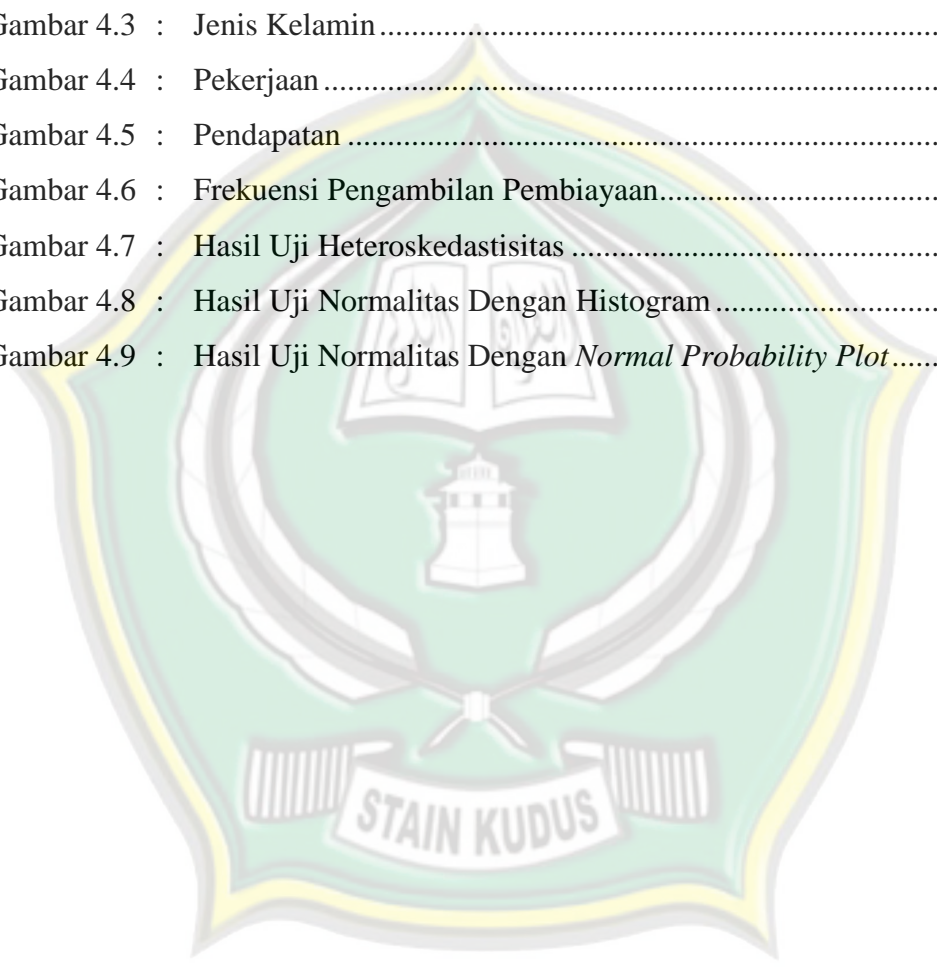 Gambar 4.3 : Jenis Kelamin ......................................................................
Gambar 4.4 : Pekerjaan ..............................................................................
Gambar 4.5 : Pendapatan ..........................................................................
Gambar 4.6 : Frekuensi Pengambilan Pembiayaan...................................
Gambar 4.7 : Hasil Uji Heteroskedastisitas ..............................................
Gambar 4.8 : Hasil Uji Normalitas Dengan Histogram ............................
Gambar 4.9 : Hasil Uji Normalitas Dengan Normal Probability Plot......
STAIN KUDUS